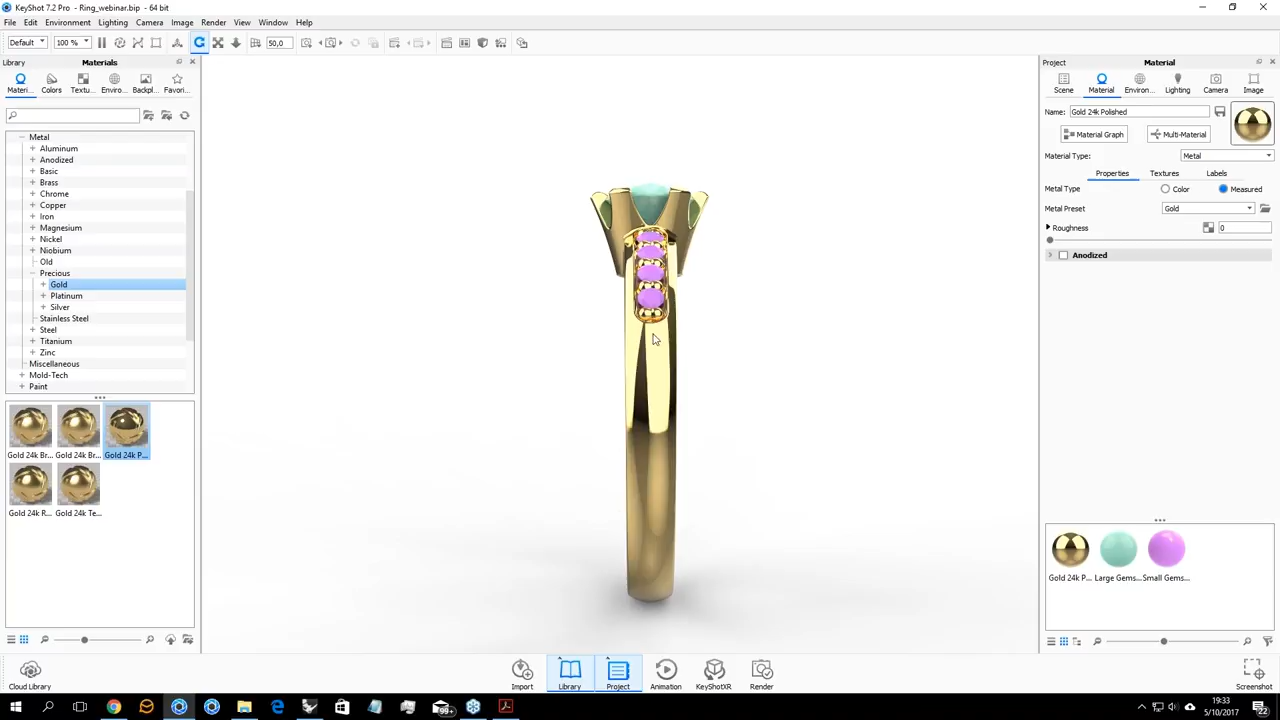 KeyShot 7.2 Pro - Ring_webinar.bip - 64 bit
File Edit Environment Lighting Camera Image Render View Window Help
Default 100 % 50,0
Library Materials
Materi... Colors Textu... Enviro... Backpl... Favori...
Metal
Aluminum
Anodized
Basic
Brass
Chrome
Copper
Iron
Magnesium
Nickel
Niobium
Old
Precious
Gold
Platinum
Silver
Stainless Steel
Steel
Titanium
Zinc
Miscellaneous
Mold-Tech
Paint
Gold 24k Br... Gold 24k Br... Gold 24k P...
Gold 24k R... Gold 24k Te...
Project Material
Scene Material Environ... Lighting Camera Image
Name: Gold 24k Polished
Material Graph Multi-Material
Material Type: Metal
Properties Textures Labels
Metal Type Color Measured
Metal Preset Gold
Roughness 0
Anodized
Gold 24k P... Large Gems... Small Gems...
Cloud Library Import Library Project Animation KeyShotXR Render Screenshot
19:33
5/10/2017
22